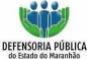 DEFENSORIA PÚBLICA
do Estado do Maranhão